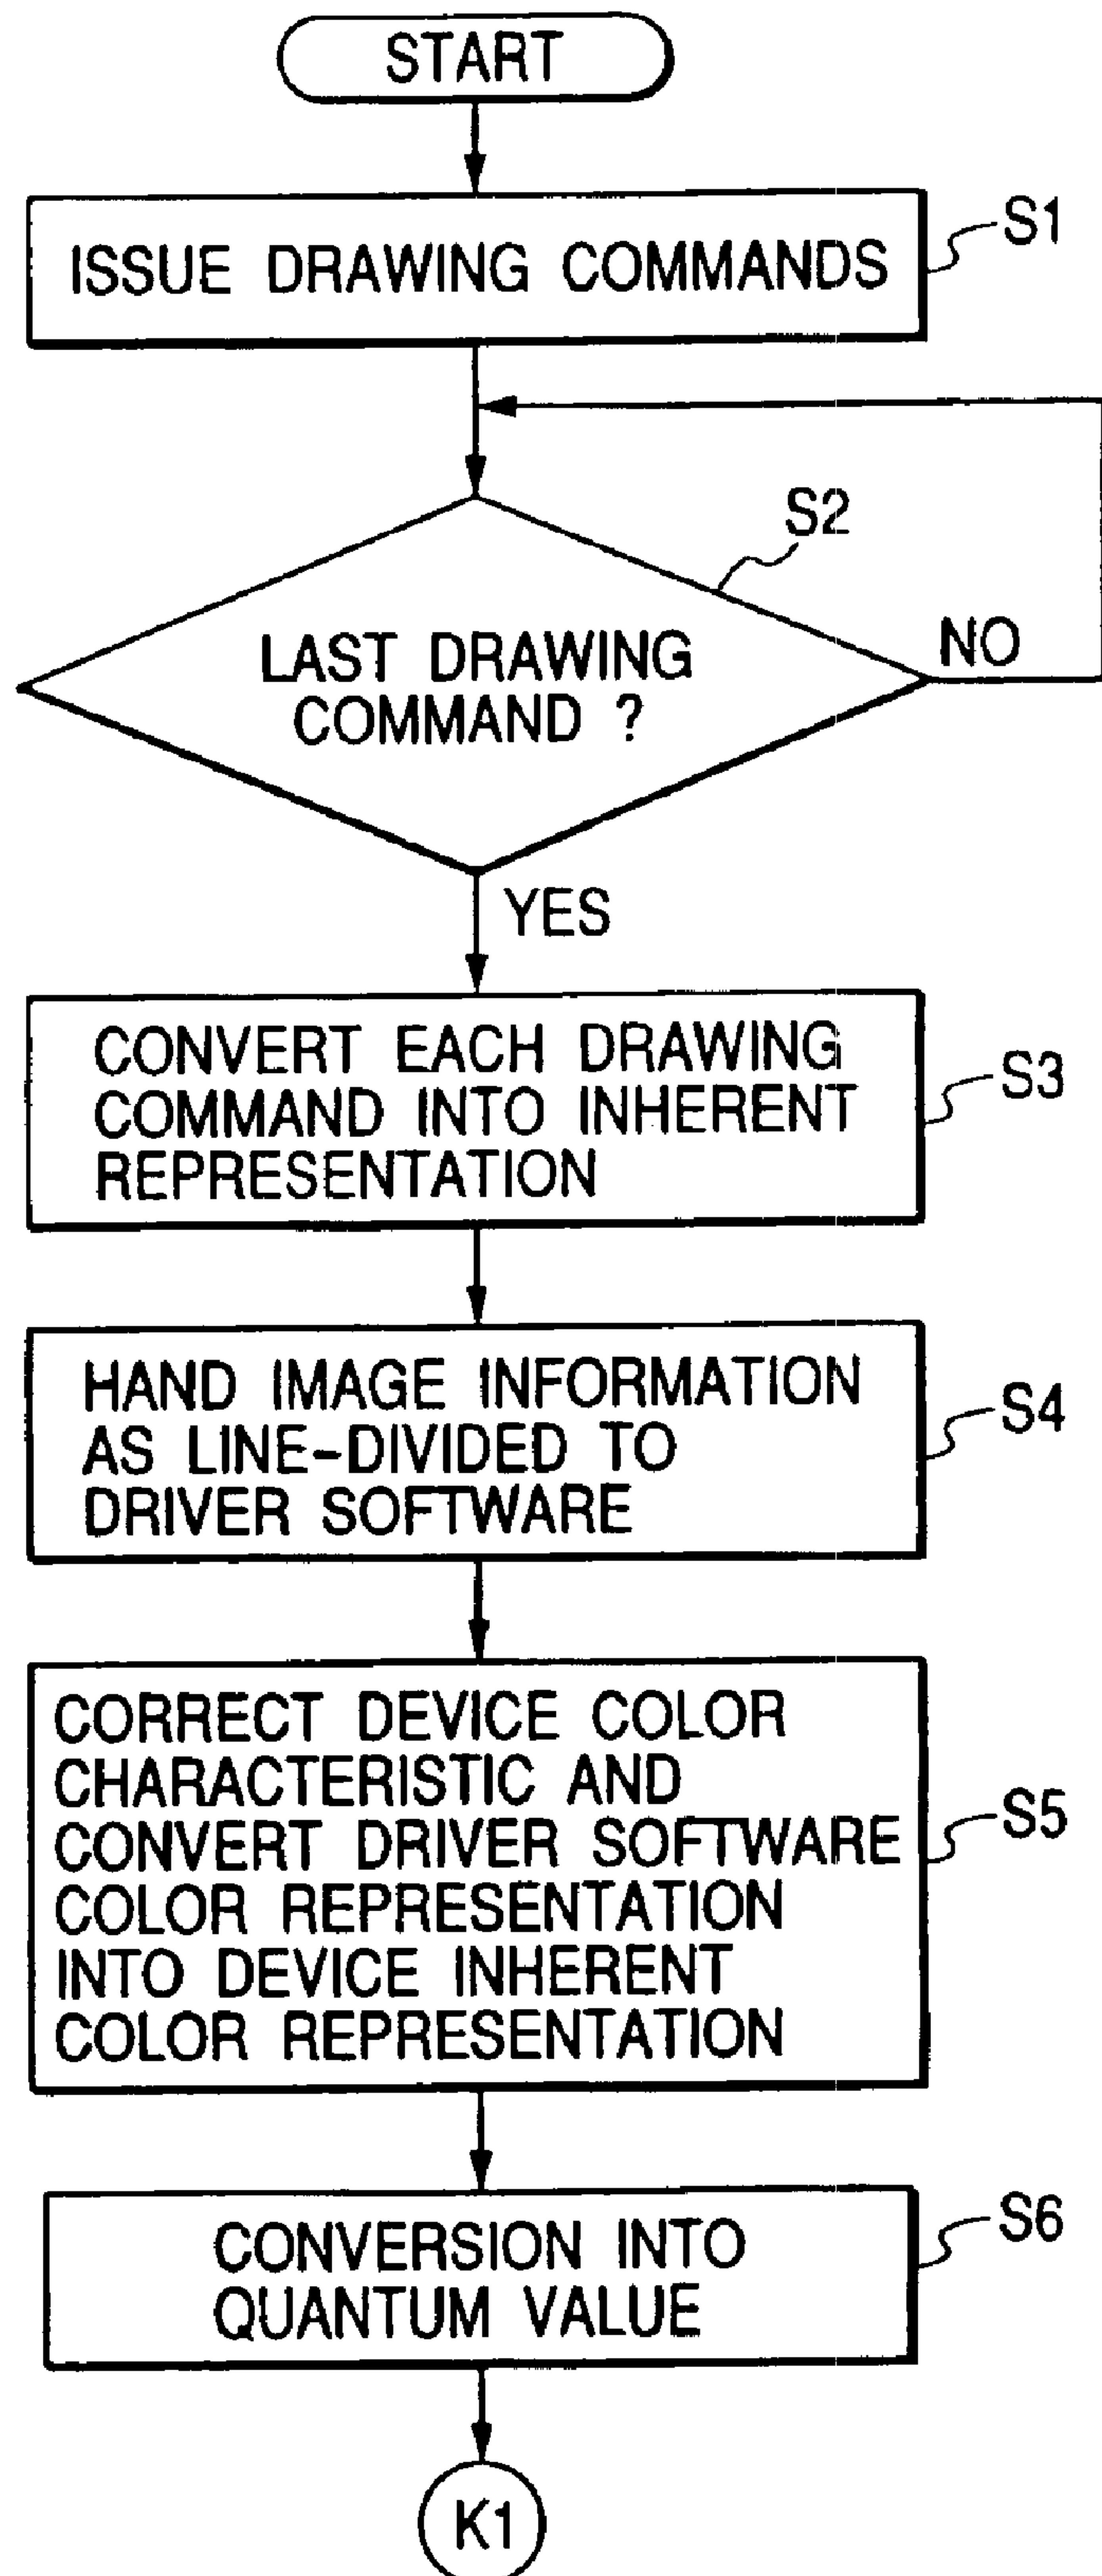 START
ISSUE DRAWING COMMANDS
S1
S2
LAST DRAWING
COMMAND ?
NO
YES
CONVERT EACH DRAWING
COMMAND INTO INHERENT
REPRESENTATION
S3
HAND IMAGE INFORMATION
AS LINE-DIVIDED TO
DRIVER SOFTWARE
S4
CORRECT DEVICE COLOR
CHARACTERISTIC AND
CONVERT DRIVER SOFTWARE
COLOR REPRESENTATION
INTO DEVICE INHERENT
COLOR REPRESENTATION
S5
CONVERSION INTO
QUANTUM VALUE
S6
K1